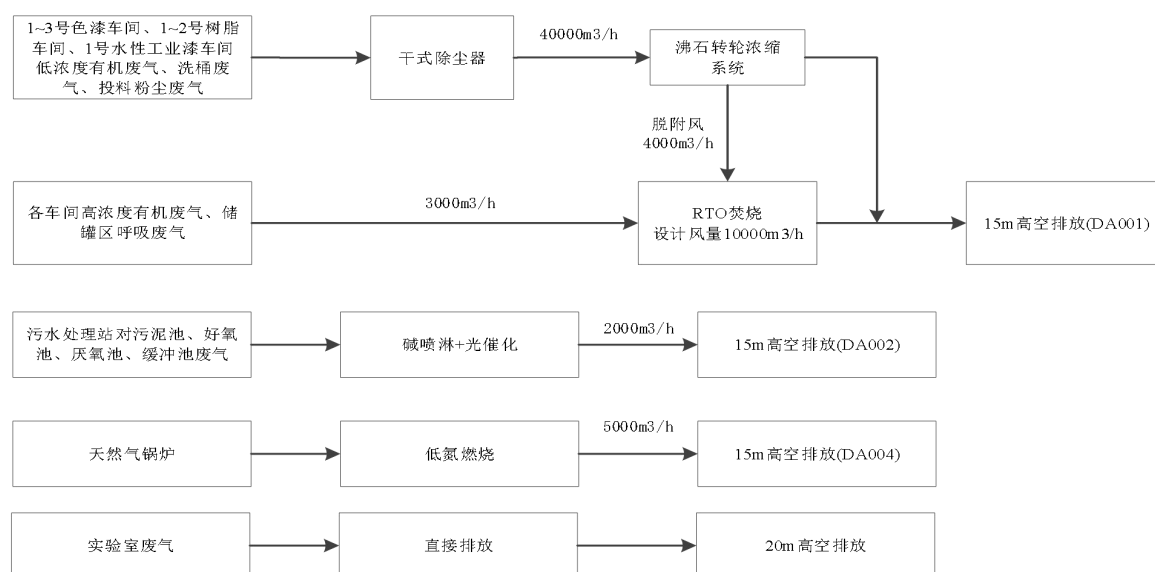 1~3号色漆车间、1~2号树脂
车间、1号水性工业漆车间
低浓度有机废气、洗桶废
气、投料粉尘废气
干式除尘器
40000m3/h
沸石转轮浓缩
系统
脱附风
4000m3/h
各车间高浓度有机废气、储
罐区呼吸废气
3000m3/h
RTO焚烧
设计风量10000m3/h
15m高空排放(DA001)
污水处理站对污泥池、好氧
池、厌氧池、缓冲池废气
碱喷淋+光催化
2000m3/h
15m高空排放(DA002)
天然气锅炉
低氮燃烧
5000m3/h
15m高空排放(DA004)
实验室废气
直接排放
20m高空排放